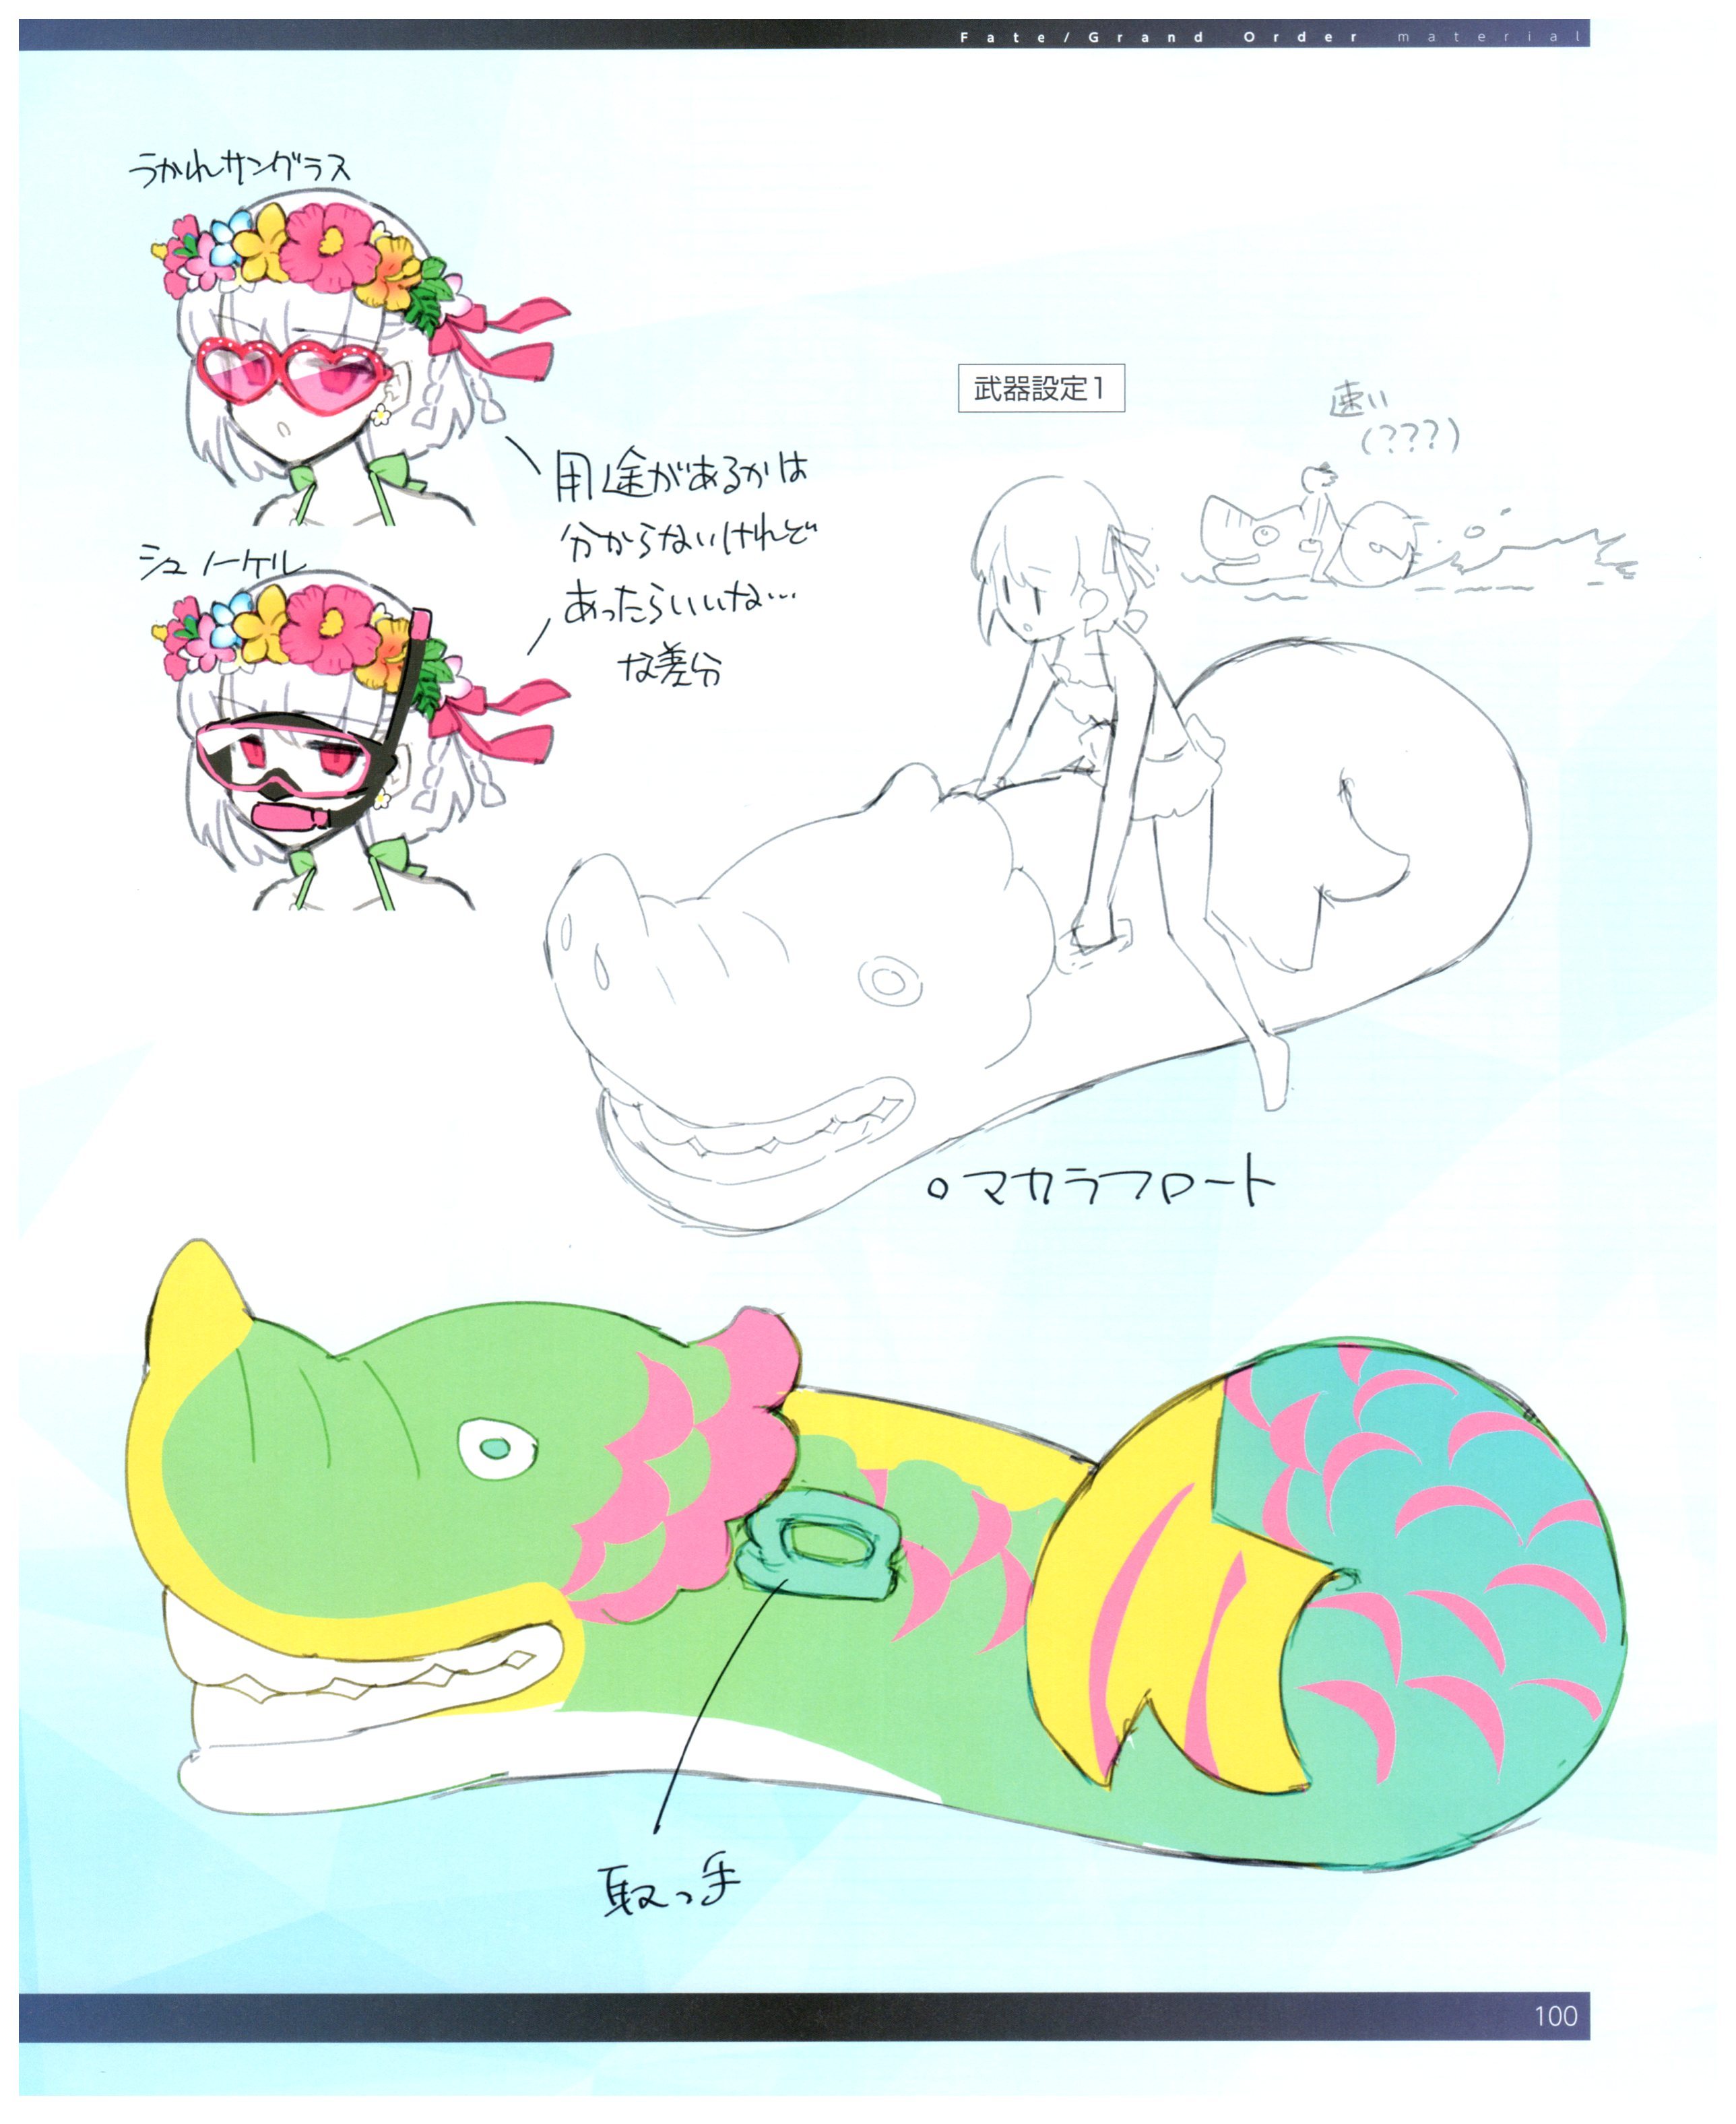 Fate/Grand Order material
うかれサングラス
武器設定1
速い
(???)
用途があるかは
分からないけれど
あったらいいな…
な差分
シュノーケル
○マカラフロート
取っ手
100